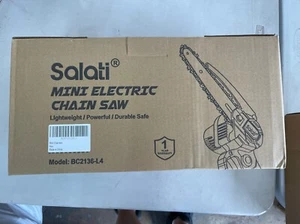 Salati®
MINI ELECTRIC
CHAIN SAW
Lightweight / Powerful / Durable Safe
1
Model: BC2136-L4